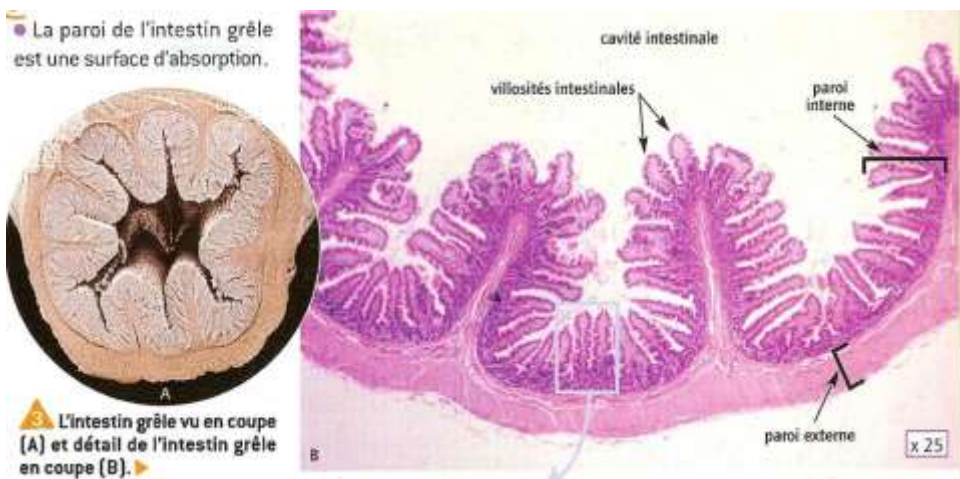 ● La paroi de l'intestin grêle
est une surface d'absorption.
A
3 L'intestin grêle vu en coupe
(A) et détail de l'intestin grêle
en coupe (B). ▶
cavité intestinale
villosités intestinales
paroi
interne
paroi externe
B
x 25